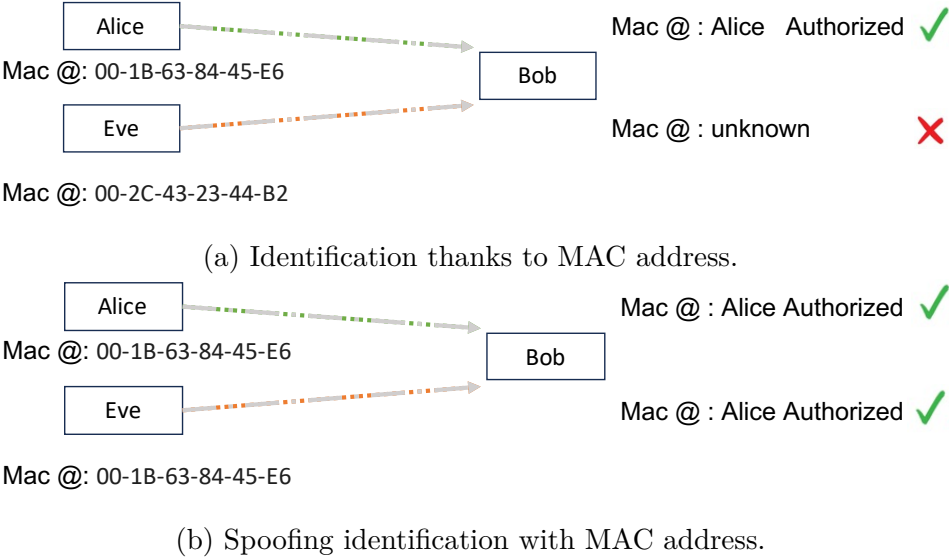 Alice
Mac @ : Alice Authorized
Mac @: 00-1B-63-84-45-E6
Bob
Eve
Mac @ : unknown
Mac @: 00-2C-43-23-44-B2
(a) Identification thanks to MAC address.
Alice
Mac @ : Alice Authorized
Mac @: 00-1B-63-84-45-E6
Bob
Eve
Mac @ : Alice Authorized
Mac @: 00-1B-63-84-45-E6
(b) Spoofing identification with MAC address.